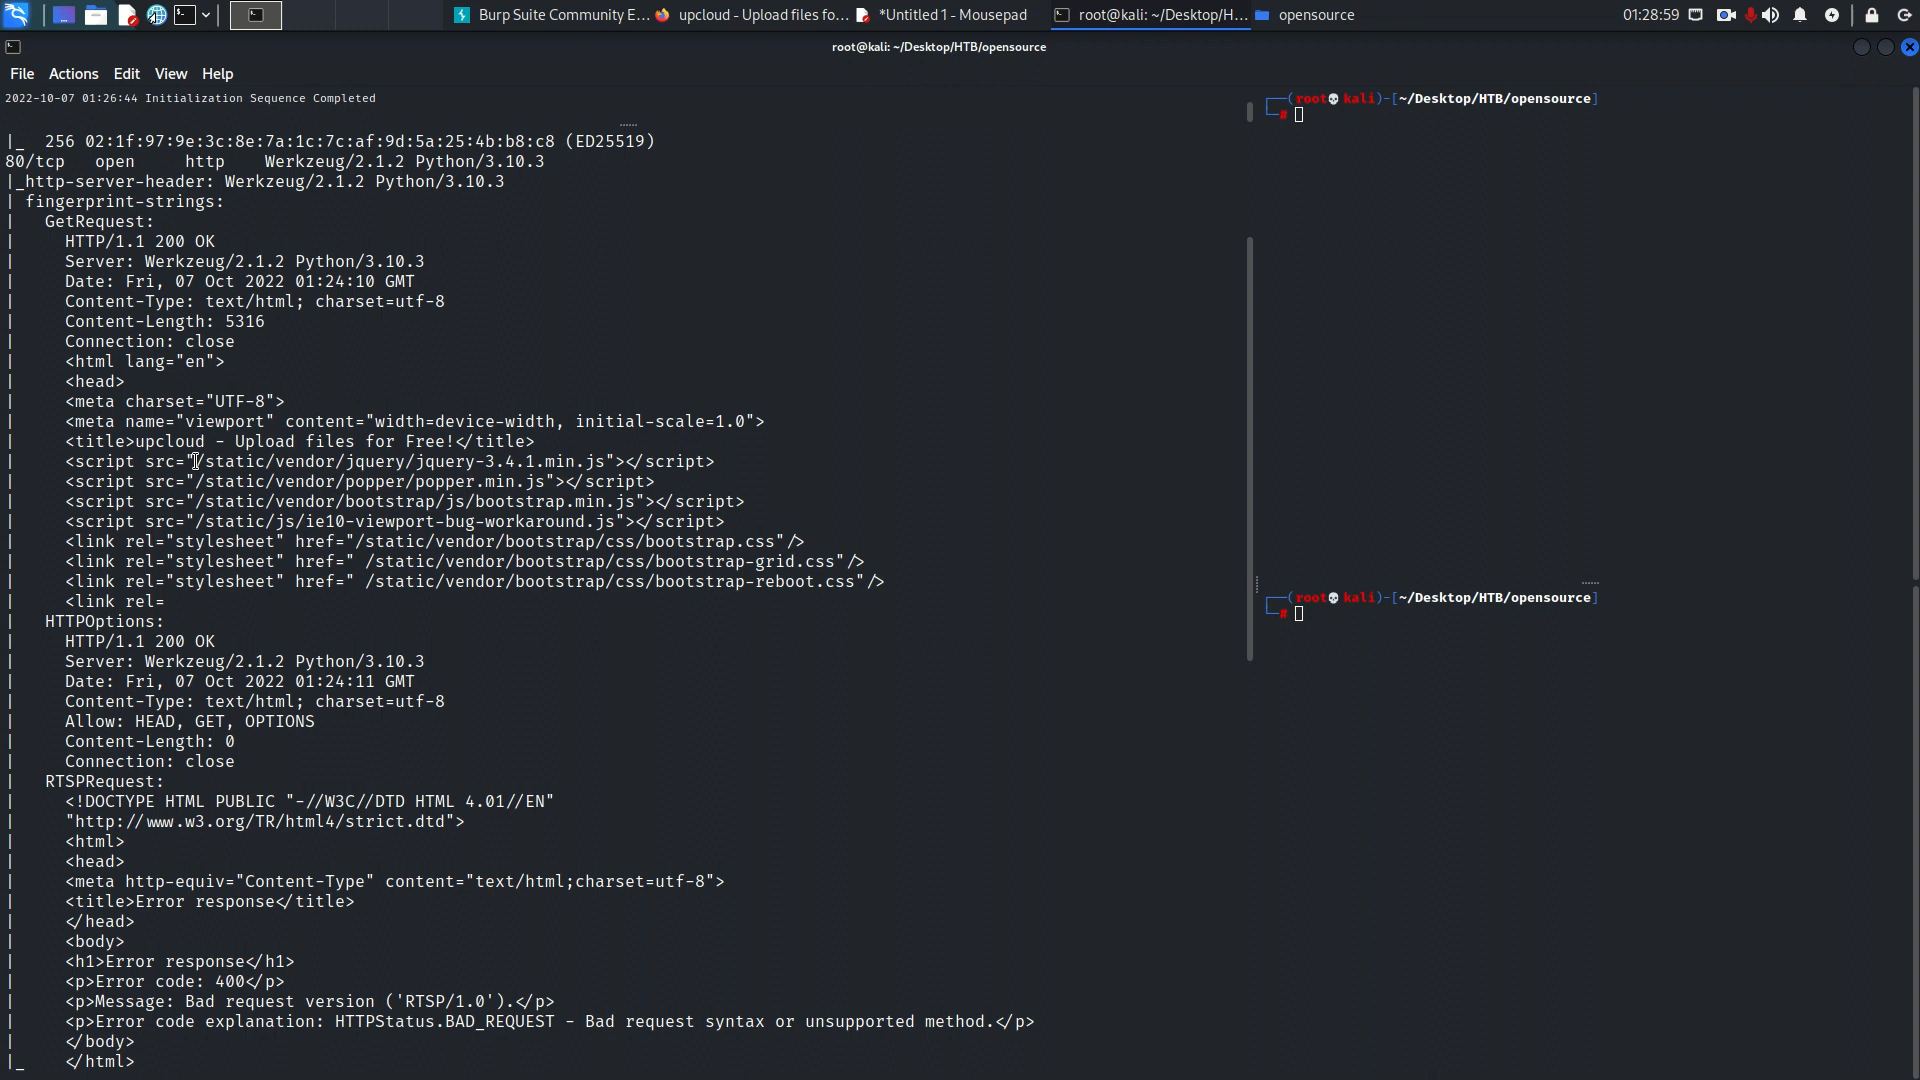 Burp Suite Community E...
upcloud - Upload files fo...
*Untitled 1 - Mousepad
root@kali: ~/Desktop/H...
opensource
01:28:59
root@kali: ~/Desktop/HTB/opensource
File Actions Edit View Help
2022-10-07 01:26:44 Initialization Sequence Completed
|_  256 02:1f:97:9e:3c:8e:7a:1c:7c:af:9d:5a:25:4b:b8:c8 (ED25519)
80/tcp   open     http    Werkzeug/2.1.2 Python/3.10.3
|_http-server-header: Werkzeug/2.1.2 Python/3.10.3
| fingerprint-strings:
|   GetRequest:
|     HTTP/1.1 200 OK
|     Server: Werkzeug/2.1.2 Python/3.10.3
|     Date: Fri, 07 Oct 2022 01:24:10 GMT
|     Content-Type: text/html; charset=utf-8
|     Content-Length: 5316
|     Connection: close
|     <html lang="en">
|     <head>
|     <meta charset="UTF-8">
|     <meta name="viewport" content="width=device-width, initial-scale=1.0">
|     <title>upcloud - Upload files for Free!</title>
|     <script src="/static/vendor/jquery/jquery-3.4.1.min.js"></script>
|     <script src="/static/vendor/popper/popper.min.js"></script>
|     <script src="/static/vendor/bootstrap/js/bootstrap.min.js"></script>
|     <script src="/static/js/ie10-viewport-bug-workaround.js"></script>
|     <link rel="stylesheet" href="/static/vendor/bootstrap/css/bootstrap.css"/>
|     <link rel="stylesheet" href=" /static/vendor/bootstrap/css/bootstrap-grid.css"/>
|     <link rel="stylesheet" href=" /static/vendor/bootstrap/css/bootstrap-reboot.css"/>
|     <link rel=
|   HTTPOptions:
|     HTTP/1.1 200 OK
|     Server: Werkzeug/2.1.2 Python/3.10.3
|     Date: Fri, 07 Oct 2022 01:24:11 GMT
|     Content-Type: text/html; charset=utf-8
|     Allow: HEAD, GET, OPTIONS
|     Content-Length: 0
|     Connection: close
|   RTSPRequest:
|     <!DOCTYPE HTML PUBLIC "-//W3C//DTD HTML 4.01//EN"
|     "http://www.w3.org/TR/html4/strict.dtd">
|     <html>
|     <head>
|     <meta http-equiv="Content-Type" content="text/html;charset=utf-8">
|     <title>Error response</title>
|     </head>
|     <body>
|     <h1>Error response</h1>
|     <p>Error code: 400</p>
|     <p>Message: Bad request version ('RTSP/1.0').</p>
|     <p>Error code explanation: HTTPStatus.BAD_REQUEST - Bad request syntax or unsupported method.</p>
|     </body>
|_    </html>
┌──(root💀kali)-[~/Desktop/HTB/opensource]
└─#
┌──(root💀kali)-[~/Desktop/HTB/opensource]
└─#